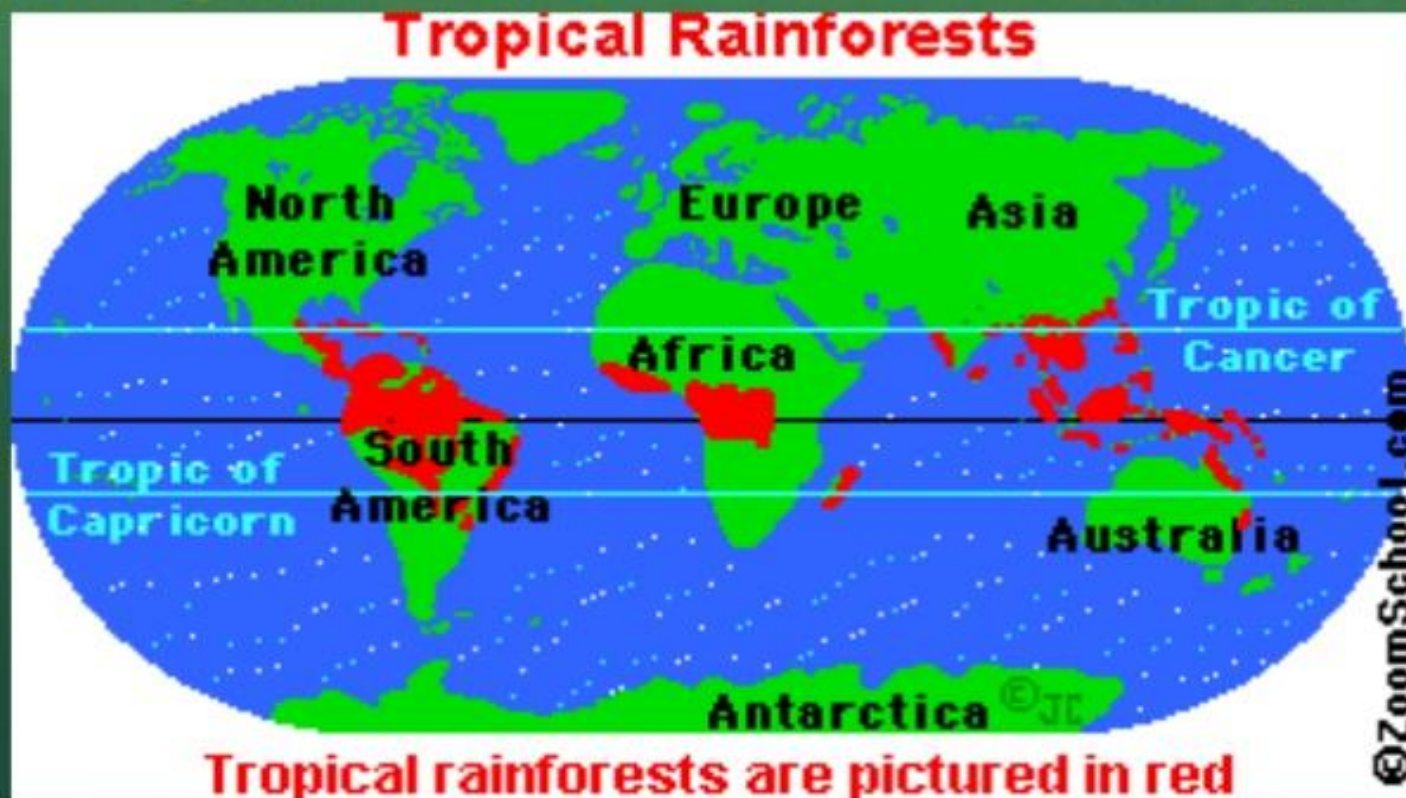 Tropical Rainforests
North
America
Europe
Asia
Tropic of
Cancer
Africa
South
America
Tropic of
Capricorn
Australia
Antarctica
©JC
Tropical rainforests are pictured in red
©ZoomSchool.com